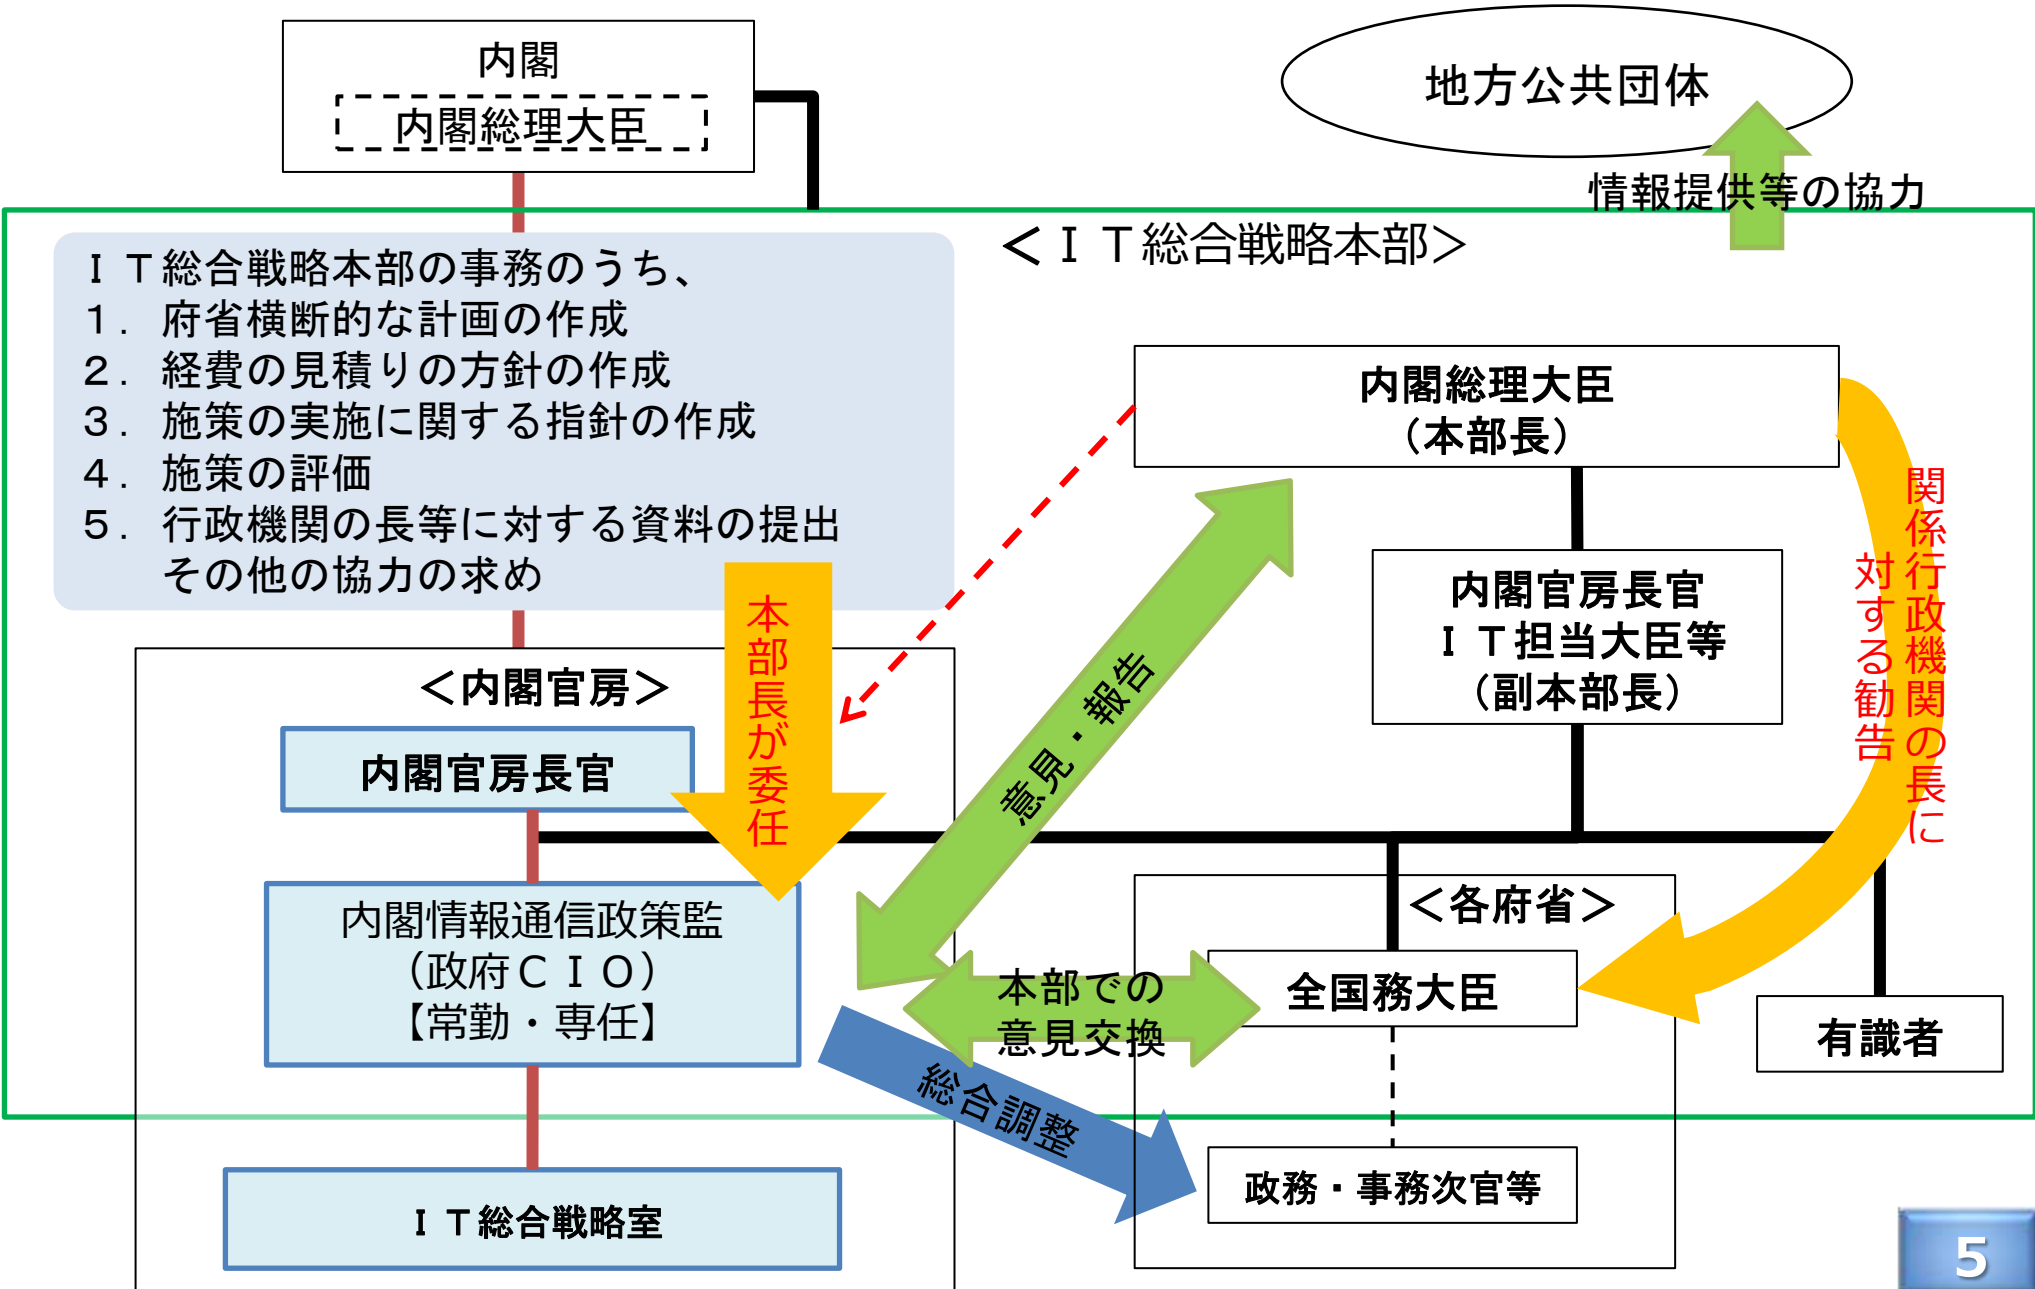 内閣
内閣総理大臣
地方公共団体
情報提供等の協力
＜ＩＴ総合戦略本部＞
ＩＴ総合戦略本部の事務のうち、
１．府省横断的な計画の作成
２．経費の見積りの方針の作成
３．施策の実施に関する指針の作成
４．施策の評価
５．行政機関の長等に対する資料の提出
その他の協力の求め
内閣総理大臣
（本部長）
関係行政機関の長に
対する勧告
内閣官房長官
ＩＴ担当大臣等
（副本部長）
本部長が委任
意見・報告
＜内閣官房＞
内閣官房長官
内閣情報通信政策監
（政府ＣＩＯ）
【常勤・専任】
＜各府省＞
本部での
意見交換
全国務大臣
有識者
総合調整
政務・事務次官等
ＩＴ総合戦略室
5